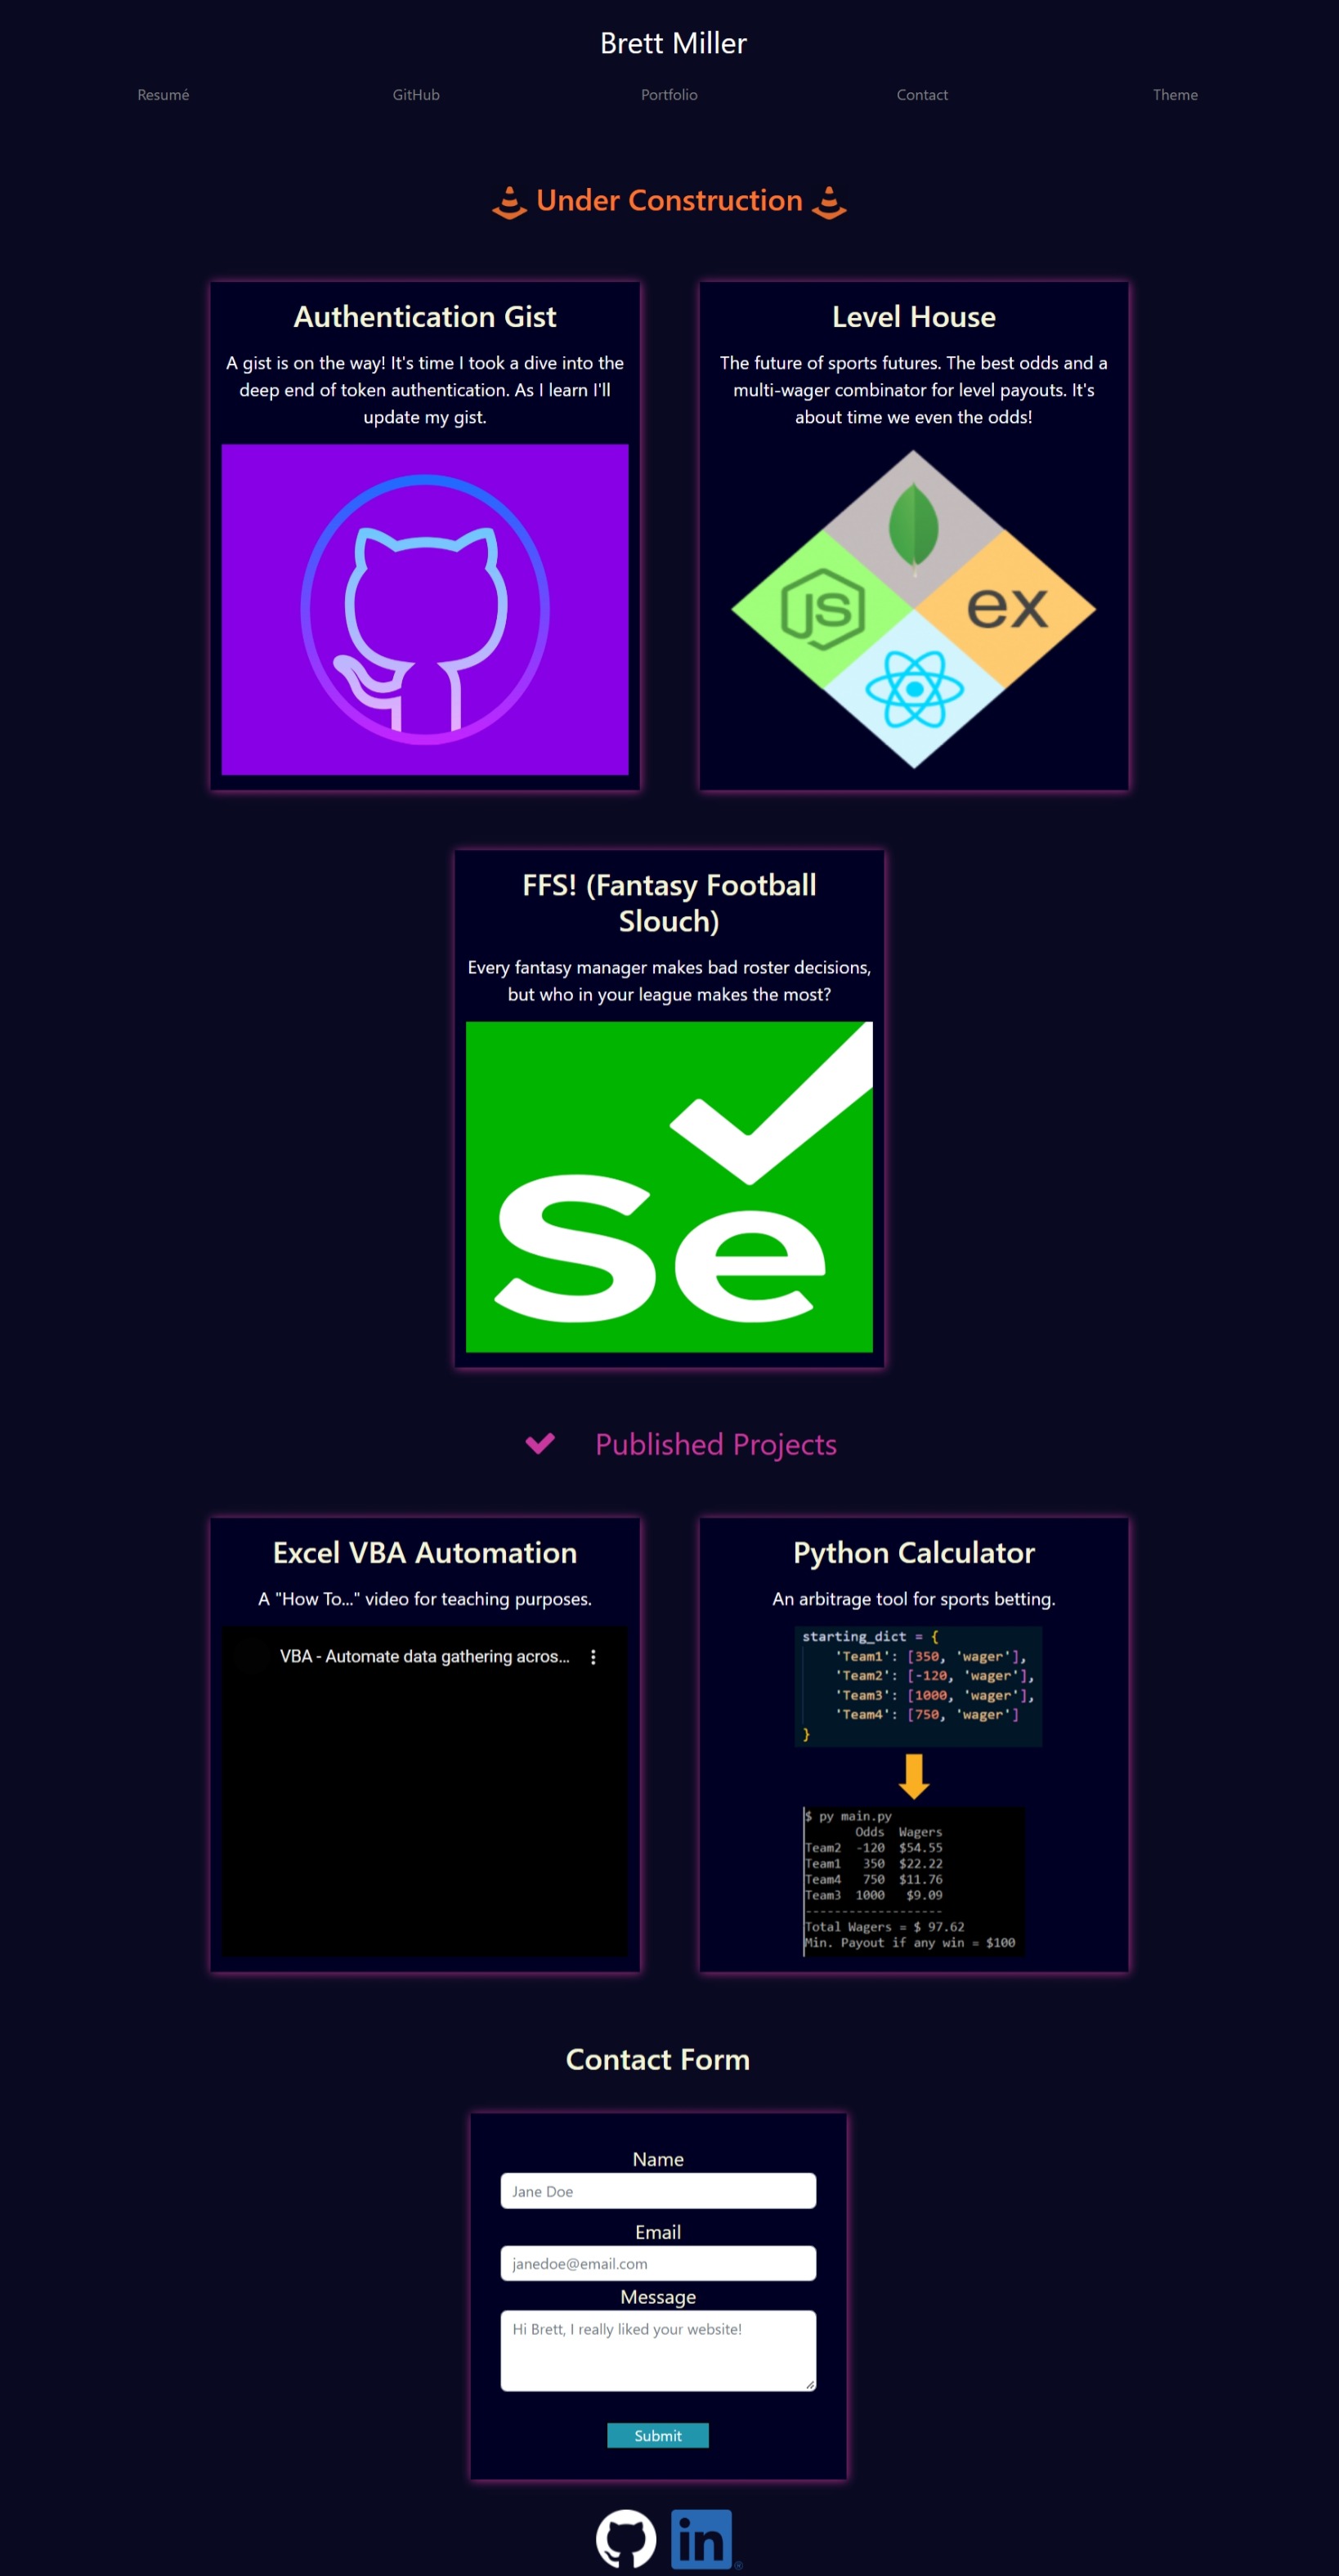 Brett Miller
Resumé GitHub Portfolio Contact Theme
Under Construction
Authentication Gist
A gist is on the way! It's time I took a dive into the
deep end of token authentication. As I learn I'll
update my gist.
Level House
The future of sports futures. The best odds and a
multi-wager combinator for level payouts. It's
about time we even the odds!
JS
ex
FFS! (Fantasy Football
Slouch)
Every fantasy manager makes bad roster decisions,
but who in your league makes the most?
Se
Published Projects
Excel VBA Automation
A "How To..." video for teaching purposes.
VBA - Automate data gathering acros...
Python Calculator
An arbitrage tool for sports betting.
starting_dict = {
'Team1': [350, 'wager'],
'Team2': [-120, 'wager'],
'Team3': [1000, 'wager'],
'Team4': [750, 'wager']
}
$ py main.py
Odds Wagers
Team2 -120 $54.55
Team1 350 $22.22
Team4 750 $11.76
Team3 1000 $9.09
-------------------
Total Wagers = $ 97.62
Min. Payout if any win = $100
Contact Form
Name
Jane Doe
Email
janedoe@email.com
Message
Hi Brett, I really liked your website!
Submit
in
®